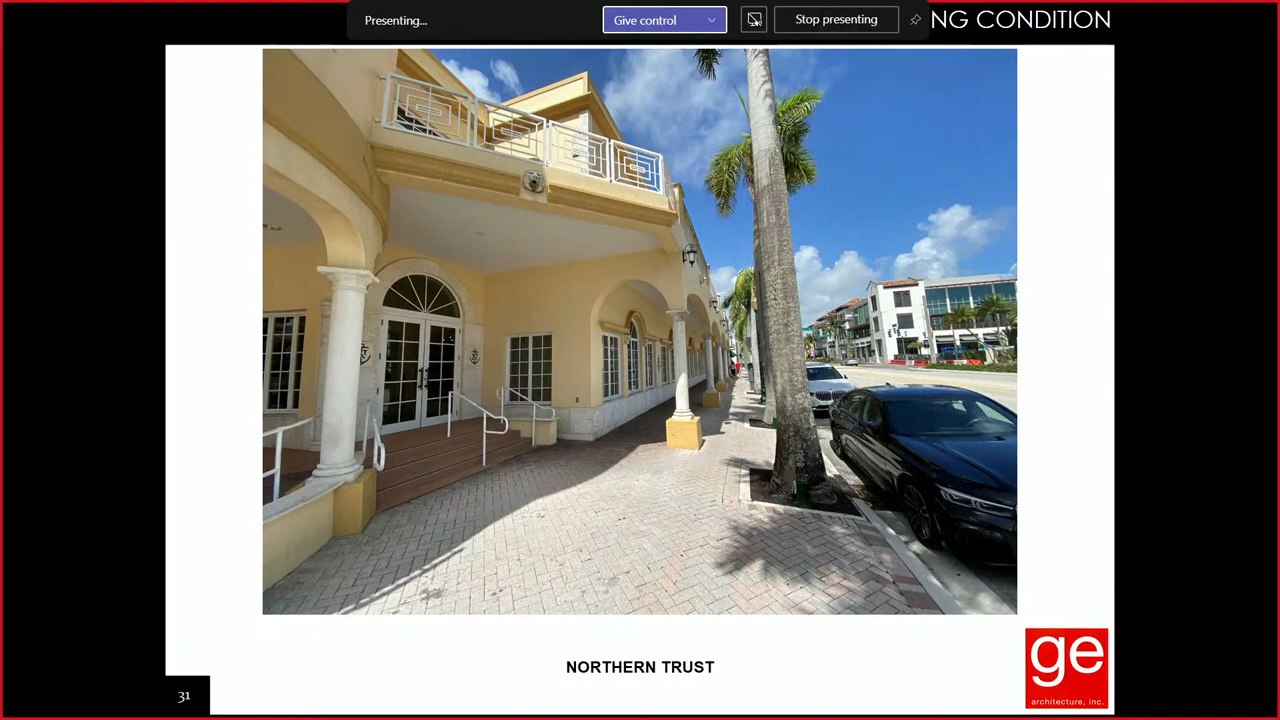 Presenting...
Give control
Stop presenting
NG CONDITION
NORTHERN TRUST
31
ge
architecture, inc.